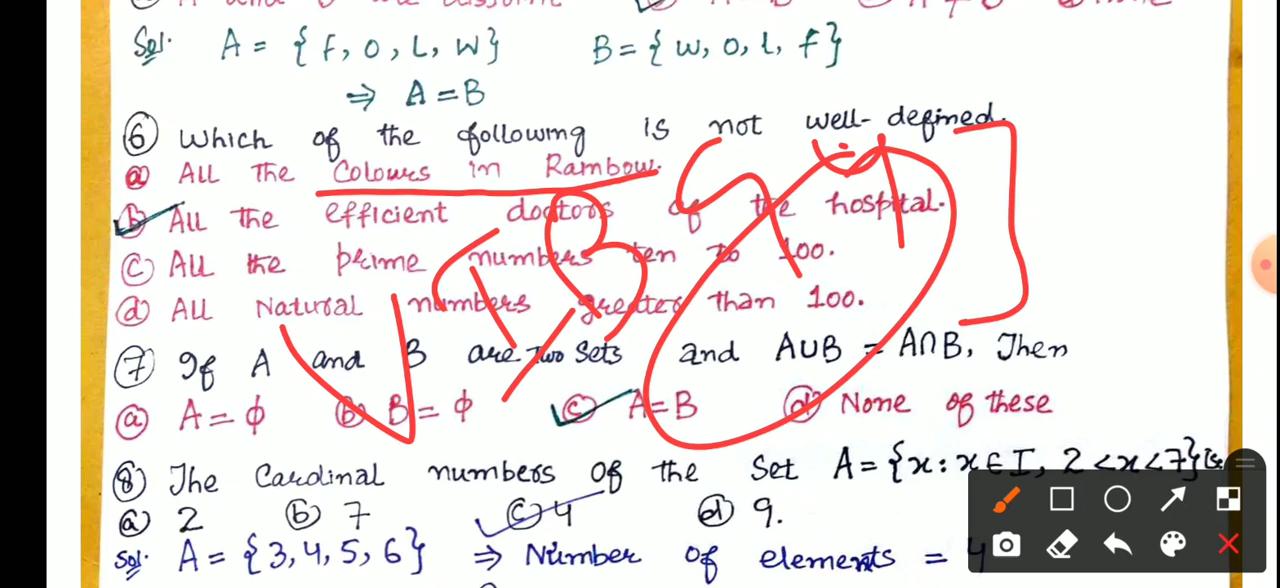 Sol. A = {f, o, L, W} B = {w, o, l, f}
⇒ A = B
⑥ Which of the following is not well-defined.
ⓐ All The Colours in Rambow.
ⓑ All the efficient doctors of the hospital.
ⓒ All the prime numbers ten to 100.
ⓓ All Natural numbers greater than 100.
⑦ If A and B are Two Sets and A∪B = A∩B, Then
ⓐ A = ϕ ⓑ B = ϕ ⓒ A=B ⓓ None of these
⑧ The Cardinal numbers of the Set A = {x : x ∈ I, 2 < x < 7} is
ⓐ 2 ⓑ 7 ⓒ 4 ⓓ 9.
Sol. A = {3, 4, 5, 6} ⇒ Number of elements = 4